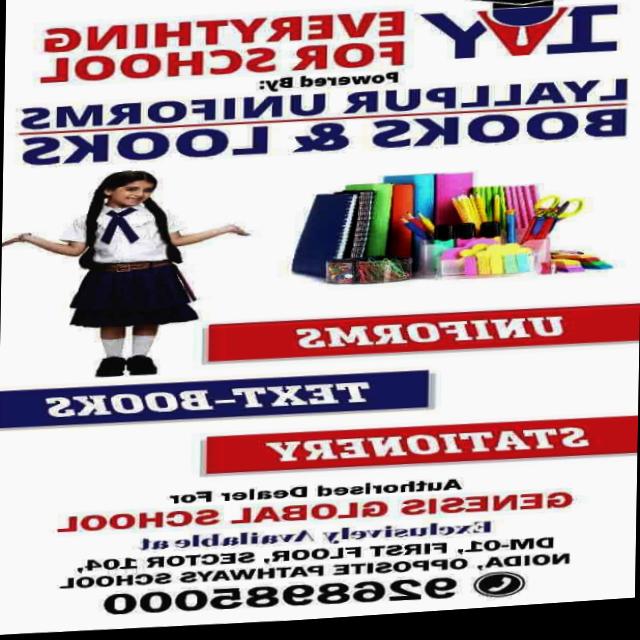 IVY EVERYTHING
FOR SCHOOL
Powered By:
LYALLPUR UNIFORMS
BOOKS & LOOKS
UNIFORMS
TEXT-BOOKS
STATIONERY
Authorised Dealer For
GENESIS GLOBAL SCHOOL
Exclusively Available at
DM-01, FIRST FLOOR, SECTOR 104,
NOIDA, OPPOSITE PATHWAYS SCHOOL
9268985000